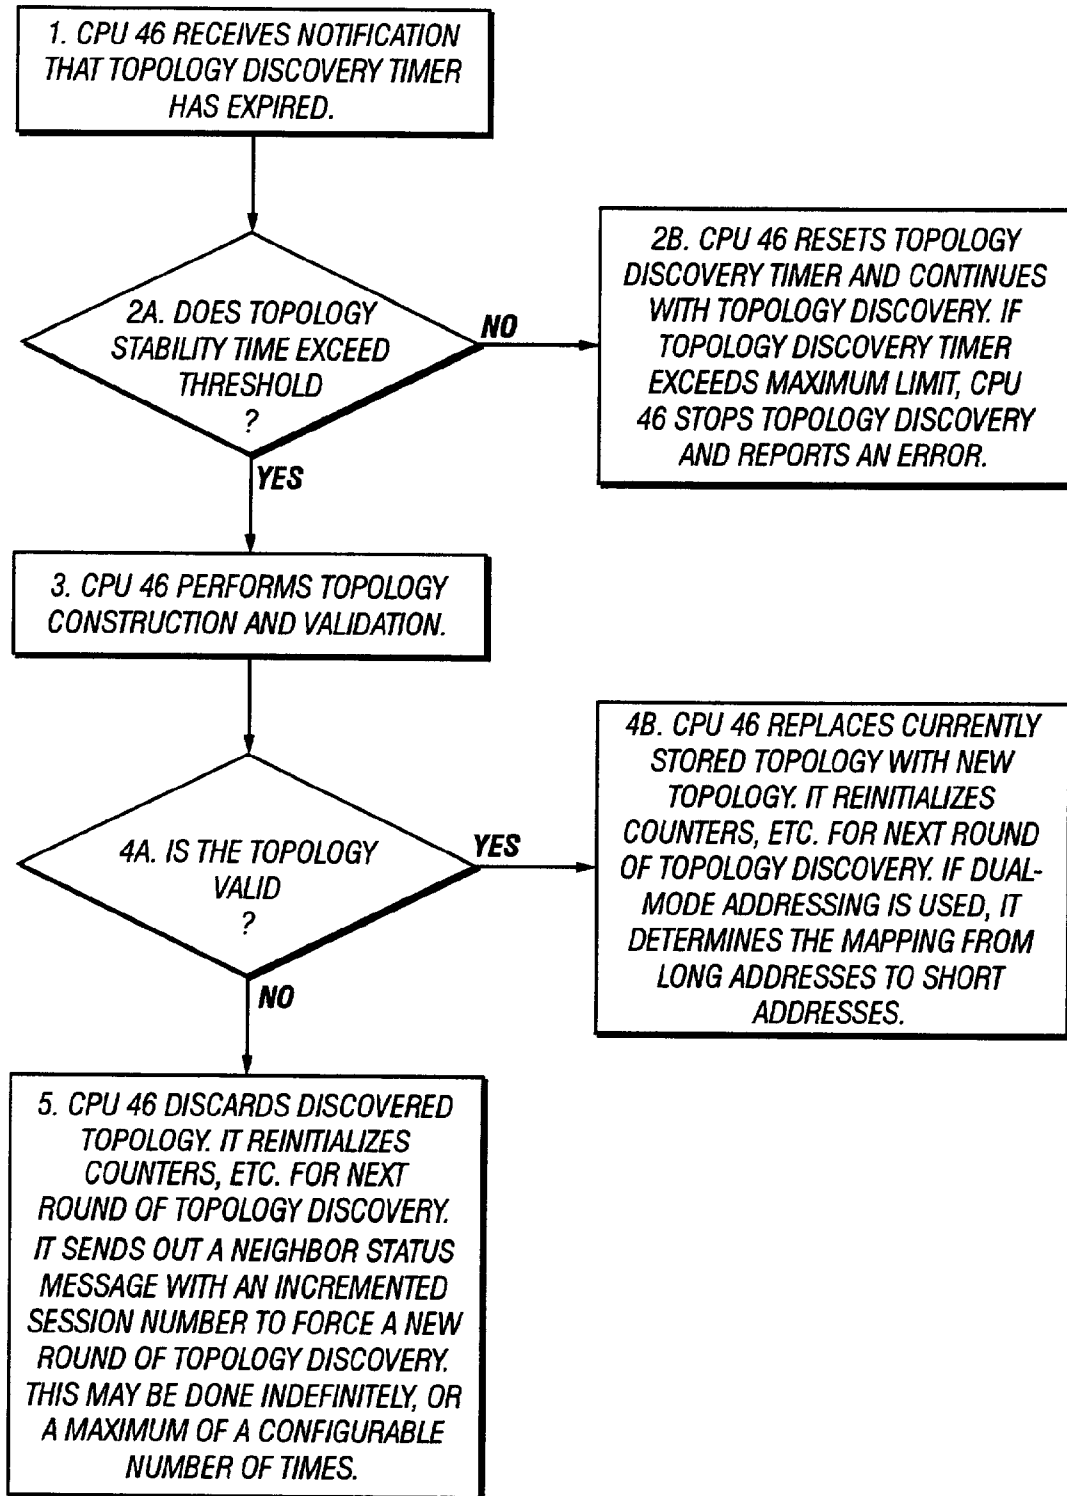 1. CPU 46 RECEIVES NOTIFICATION
THAT TOPOLOGY DISCOVERY TIMER
HAS EXPIRED.
2A. DOES TOPOLOGY
STABILITY TIME EXCEED
THRESHOLD
?
NO
2B. CPU 46 RESETS TOPOLOGY
DISCOVERY TIMER AND CONTINUES
WITH TOPOLOGY DISCOVERY. IF
TOPOLOGY DISCOVERY TIMER
EXCEEDS MAXIMUM LIMIT, CPU
46 STOPS TOPOLOGY DISCOVERY
AND REPORTS AN ERROR.
YES
3. CPU 46 PERFORMS TOPOLOGY
CONSTRUCTION AND VALIDATION.
4A. IS THE TOPOLOGY
VALID
?
YES
4B. CPU 46 REPLACES CURRENTLY
STORED TOPOLOGY WITH NEW
TOPOLOGY. IT REINITIALIZES
COUNTERS, ETC. FOR NEXT ROUND
OF TOPOLOGY DISCOVERY. IF DUAL-
MODE ADDRESSING IS USED, IT
DETERMINES THE MAPPING FROM
LONG ADDRESSES TO SHORT
ADDRESSES.
NO
5. CPU 46 DISCARDS DISCOVERED
TOPOLOGY. IT REINITIALIZES
COUNTERS, ETC. FOR NEXT
ROUND OF TOPOLOGY DISCOVERY.
IT SENDS OUT A NEIGHBOR STATUS
MESSAGE WITH AN INCREMENTED
SESSION NUMBER TO FORCE A NEW
ROUND OF TOPOLOGY DISCOVERY.
THIS MAY BE DONE INDEFINITELY, OR
A MAXIMUM OF A CONFIGURABLE
NUMBER OF TIMES.